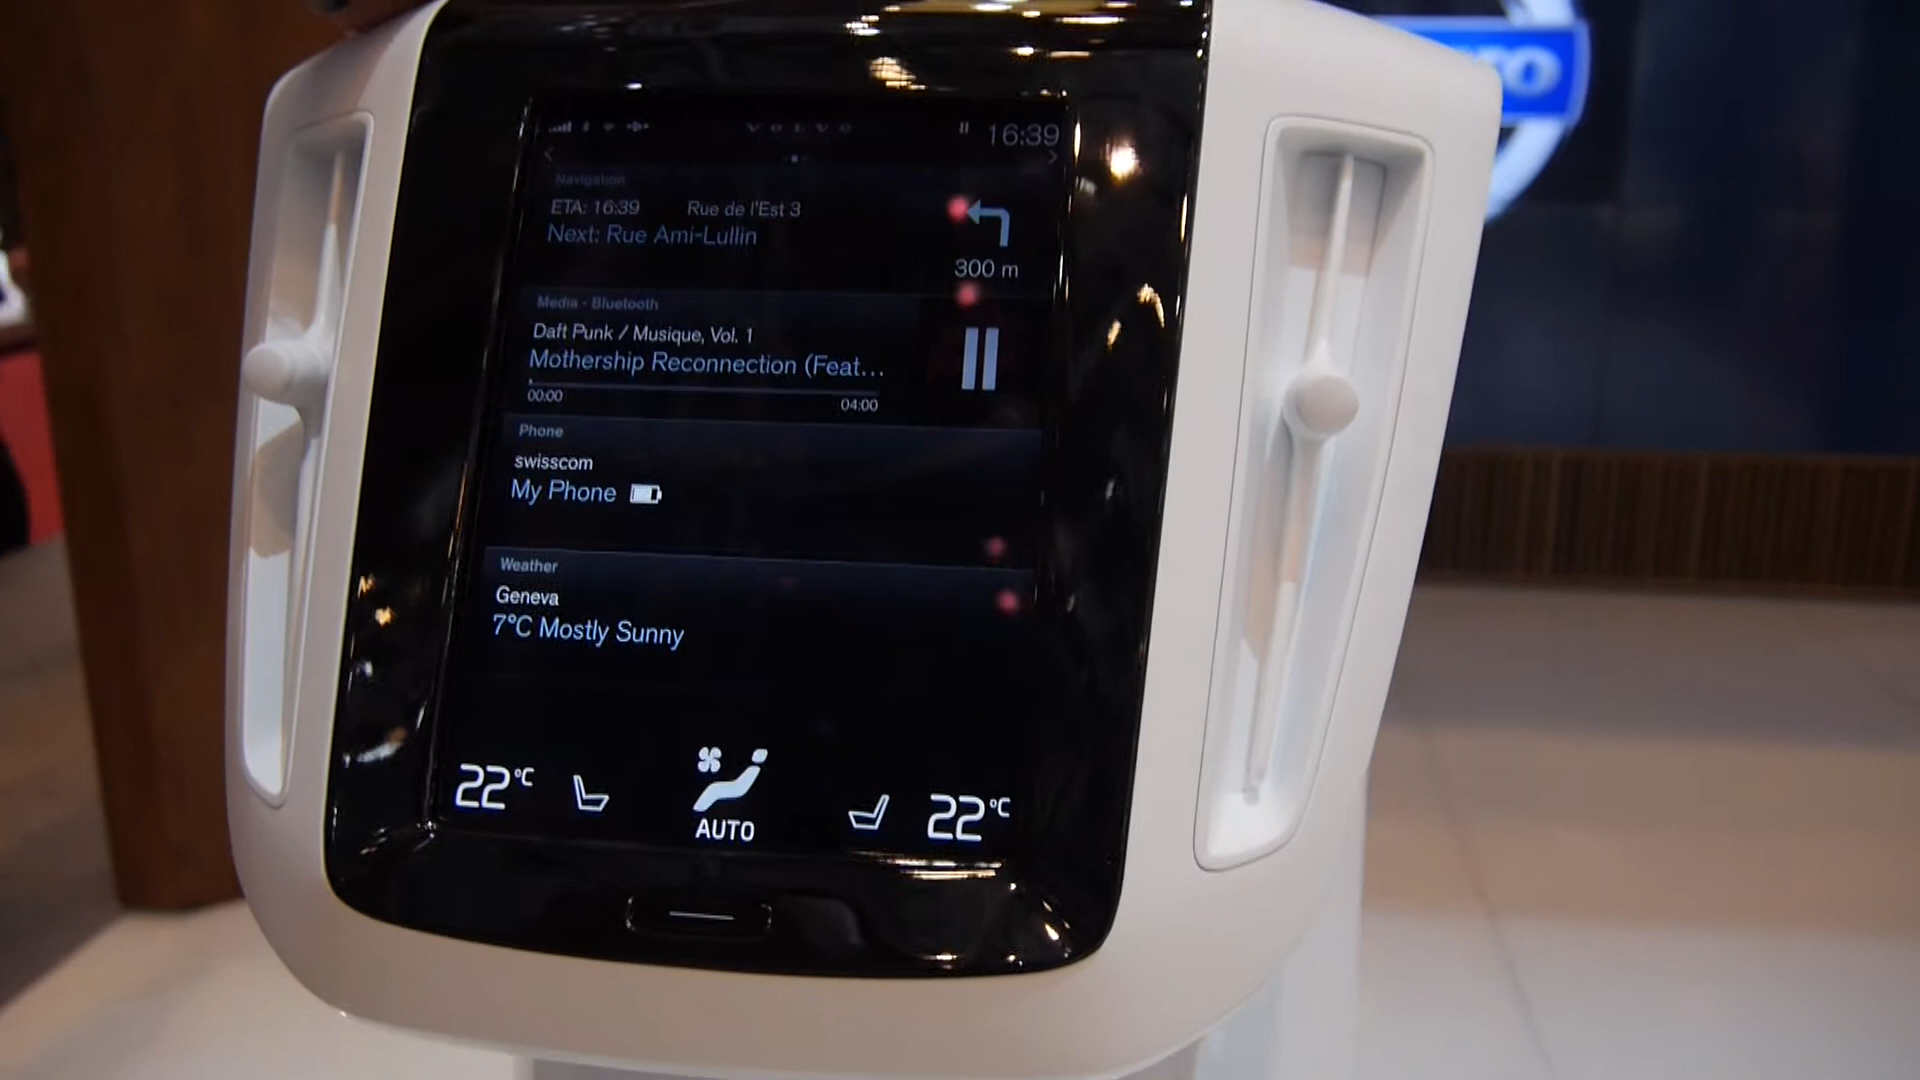 VOLVO
16:39
Navigation
ETA: 16:39 Rue de l'Est 3
Next: Rue Ami-Lullin
300 m
Media - Bluetooth
Daft Punk / Musique, Vol. 1
Mothership Reconnection (Feat...
00:00 04:00
Phone
swisscom
My Phone
Weather
Geneva
7°C Mostly Sunny
22°C 22°C
AUTO